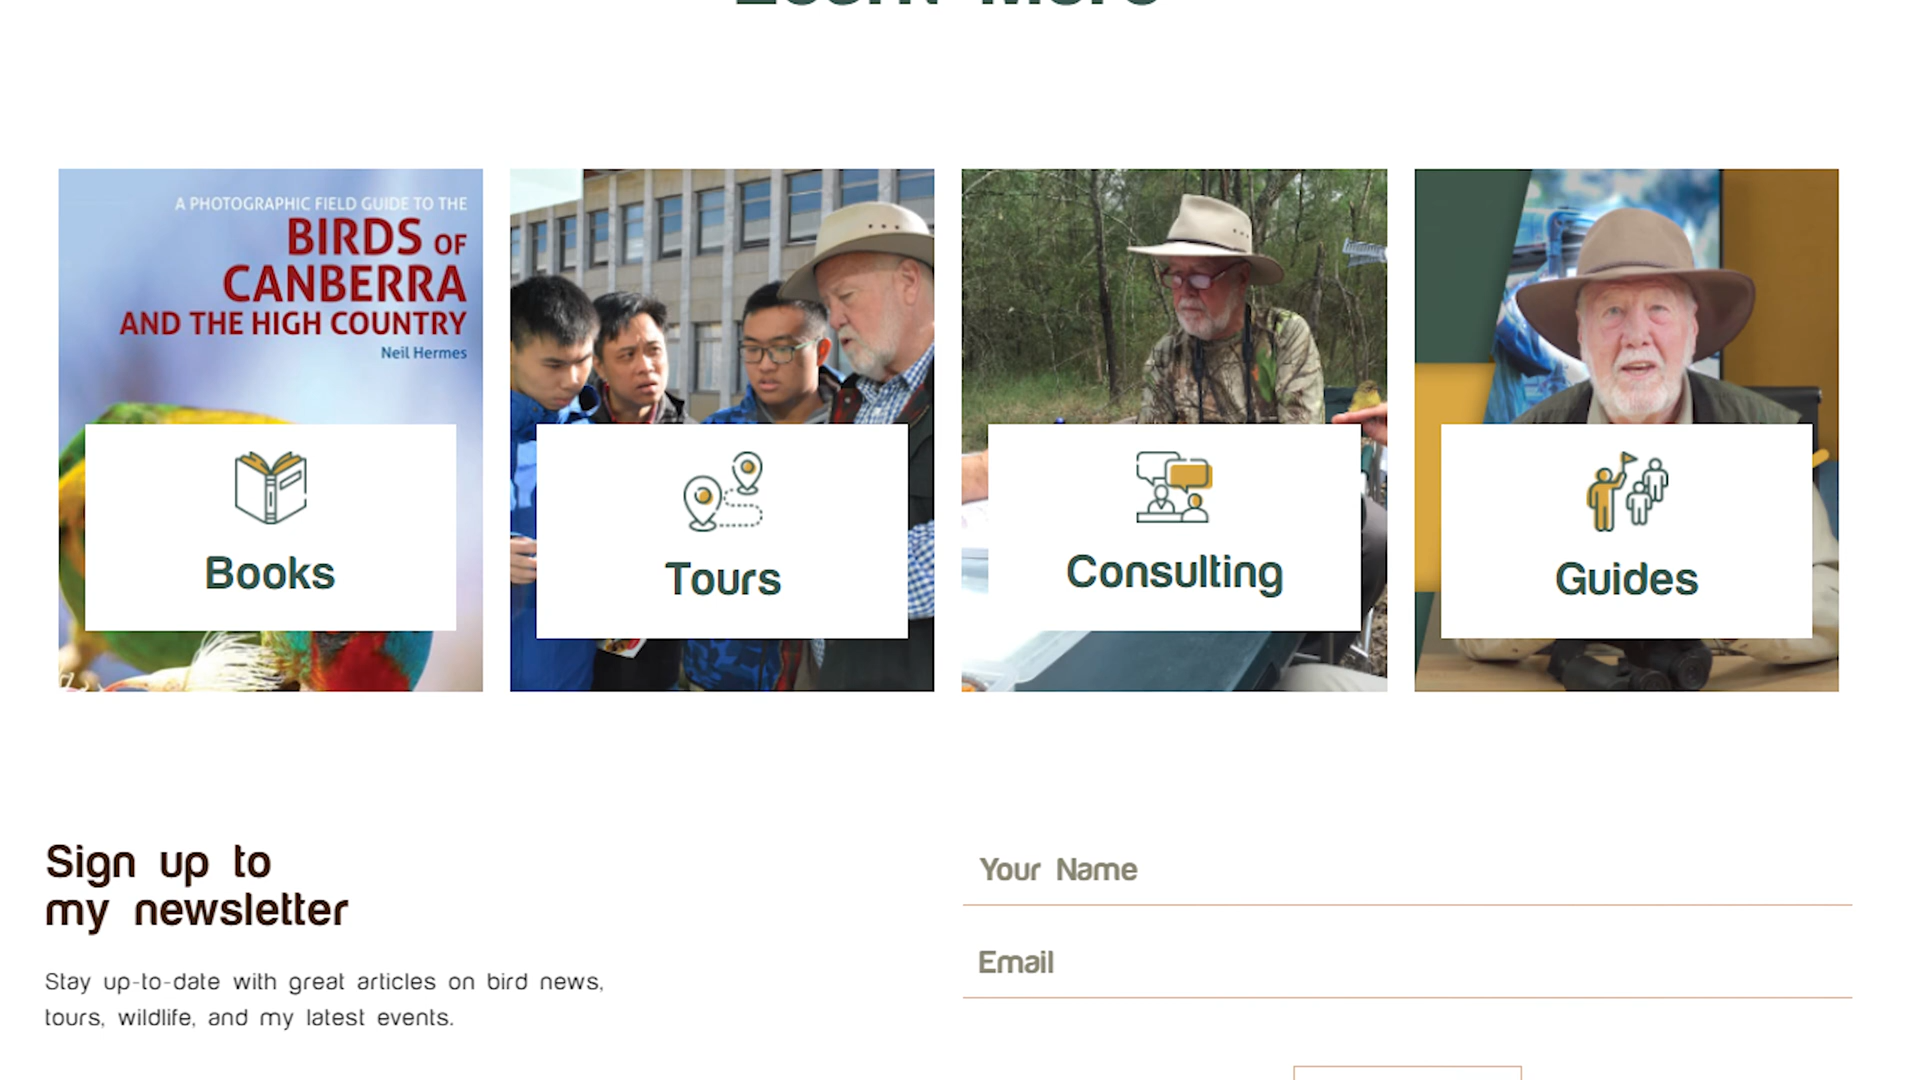 Learn More
A PHOTOGRAPHIC FIELD GUIDE TO THE
BIRDS OF
CANBERRA
AND THE HIGH COUNTRY
Neil Hermes
Books
Tours
Consulting
Guides
Sign up to
my newsletter
Stay up-to-date with great articles on bird news,
tours, wildlife, and my latest events.
Your Name
Email